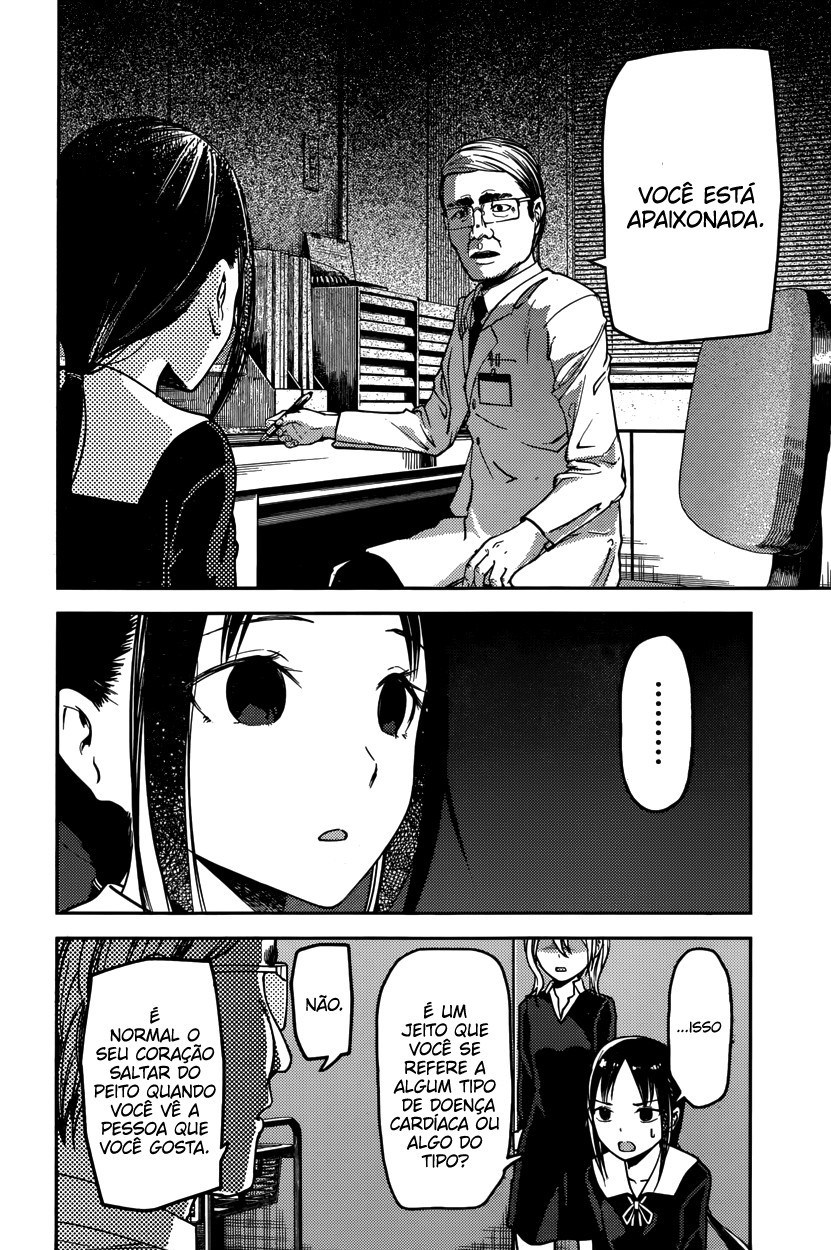 VOCÊ ESTÁ
APAIXONADA.
........
...ISSO
É UM
JEITO QUE
VOCÊ SE
REFERE A
ALGUM TIPO
DE DOENÇA
CARDÍACA OU
ALGO DO
TIPO?
NÃO.
É
NORMAL O
SEU CORAÇÃO
SALTAR DO
PEITO QUANDO
VOCÊ VÊ A
PESSOA QUE
VOCÊ GOSTA.